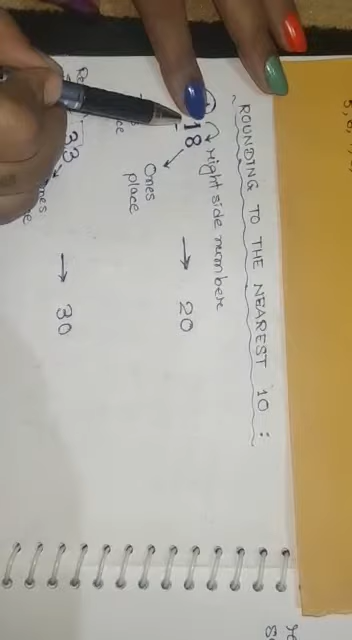 ROUNDING TO THE NEAREST 10 :
right side number
18 → 20
Ones
place
33 → 30